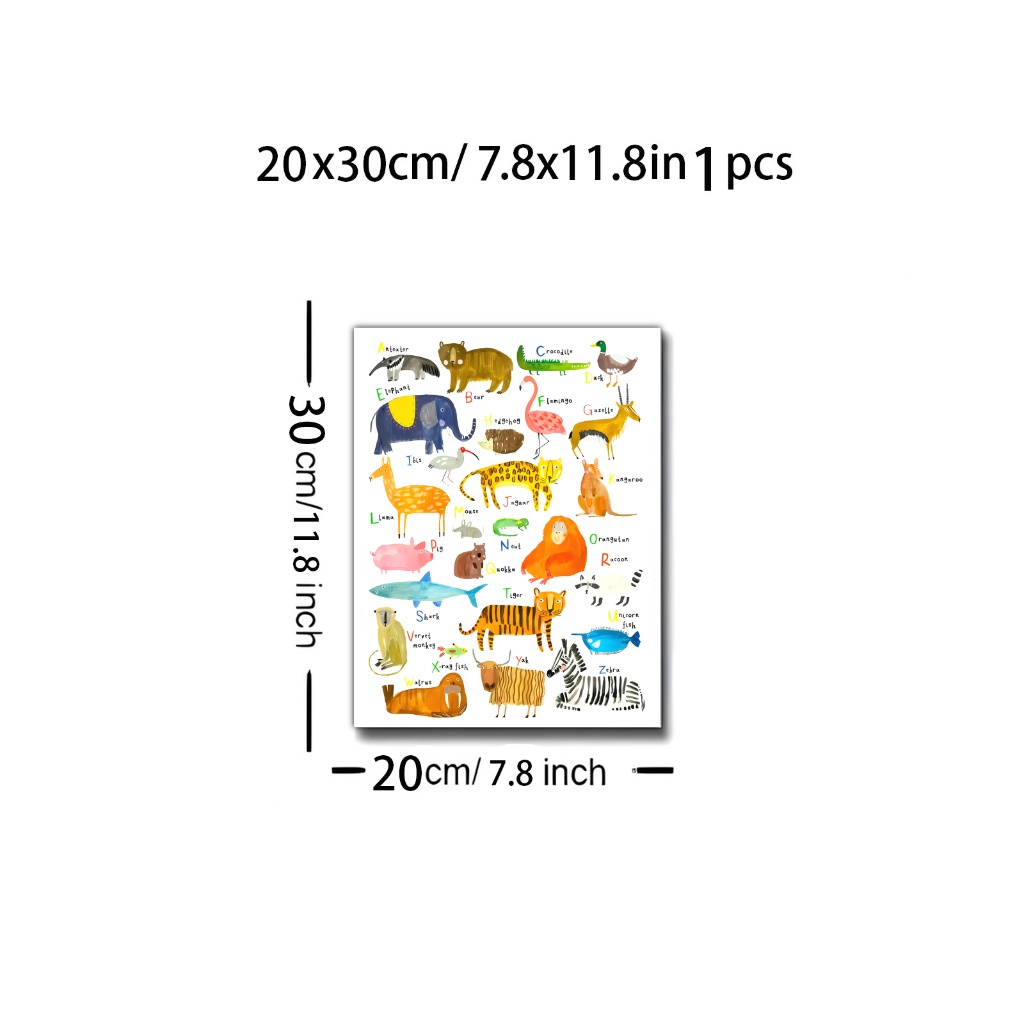 20x30cm/ 7.8x11.8in 1 pcs
30cm/11.8 inch
Anteater
Crocodile
Duck
Elephant
Bear
Flamingo
Gazelle
Hedgehog
Ibis
Kangaroo
Jaguar
Llama
Mouse
Pig
Newt
Orangutan
Quokka
Racoon
Tiger
Shark
Unicorn
fish
Vervet
monkey
X-ray fish
Yak
Zebra
Walrus
20cm/ 7.8 inch